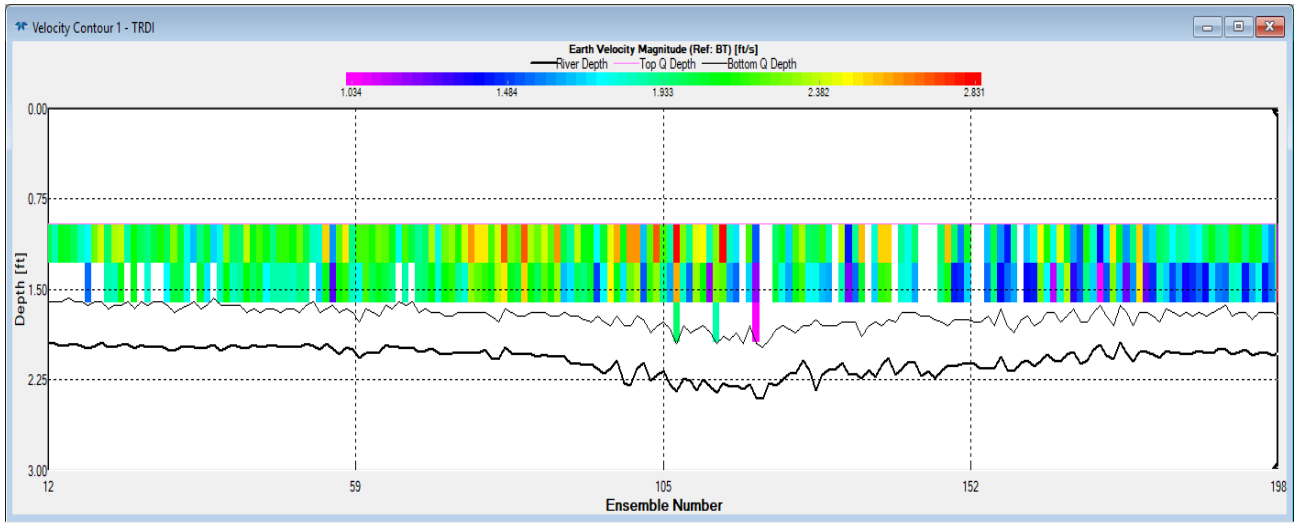 Velocity Contour 1 - TRDI
Earth Velocity Magnitude (Ref: BT) [ft/s]
River Depth Top Q Depth Bottom Q Depth
1.034 1.484 1.933 2.382 2.831
0.00
0.75
1.50
2.25
3.00
Depth [ft]
12 59 105 152 198
Ensemble Number